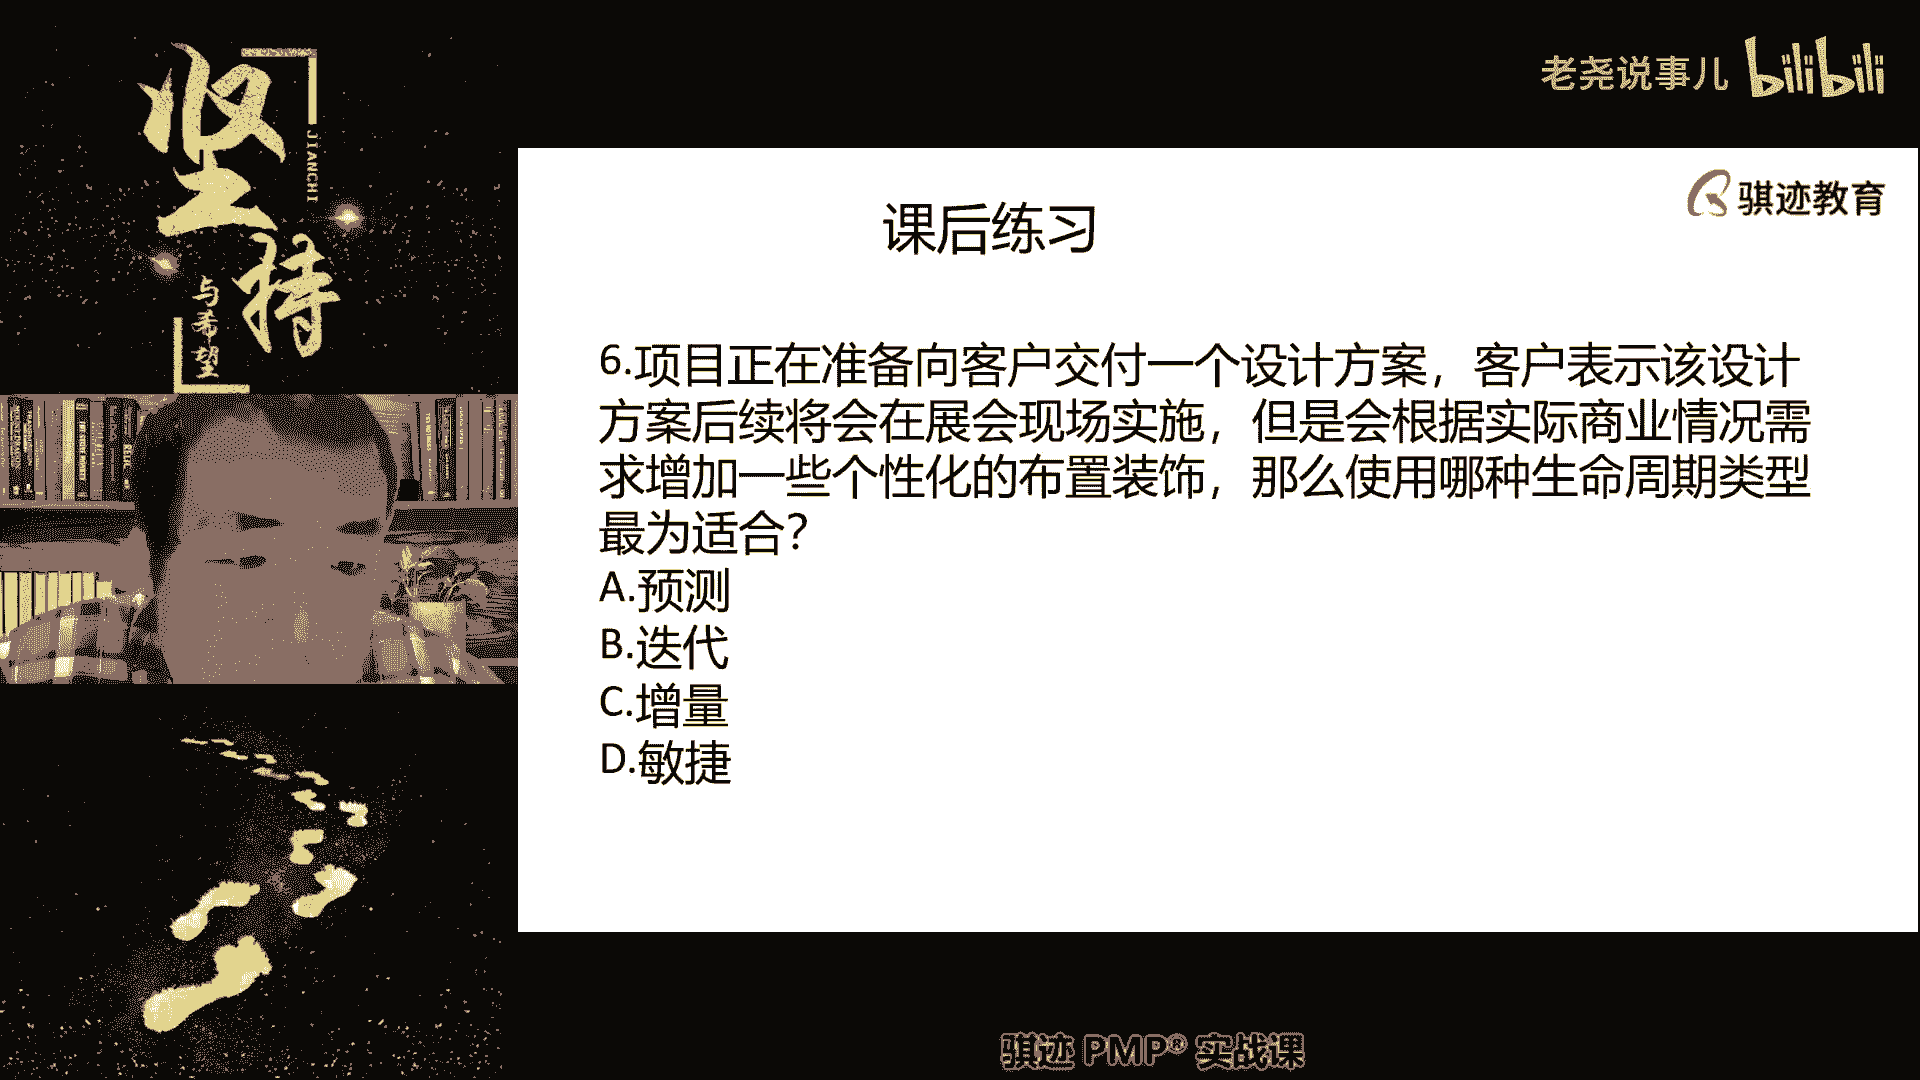 坚持
JIANCHI
与希望
老尧说事儿 bilibili
骐迹教育
课后练习
6.项目正在准备向客户交付一个设计方案，客户表示该设计
方案后续将会在展会现场实施，但是会根据实际商业情况需
求增加一些个性化的布置装饰，那么使用哪种生命周期类型
最为适合？
A.预测
B.迭代
C.增量
D.敏捷
骐迹 PMP® 实战课